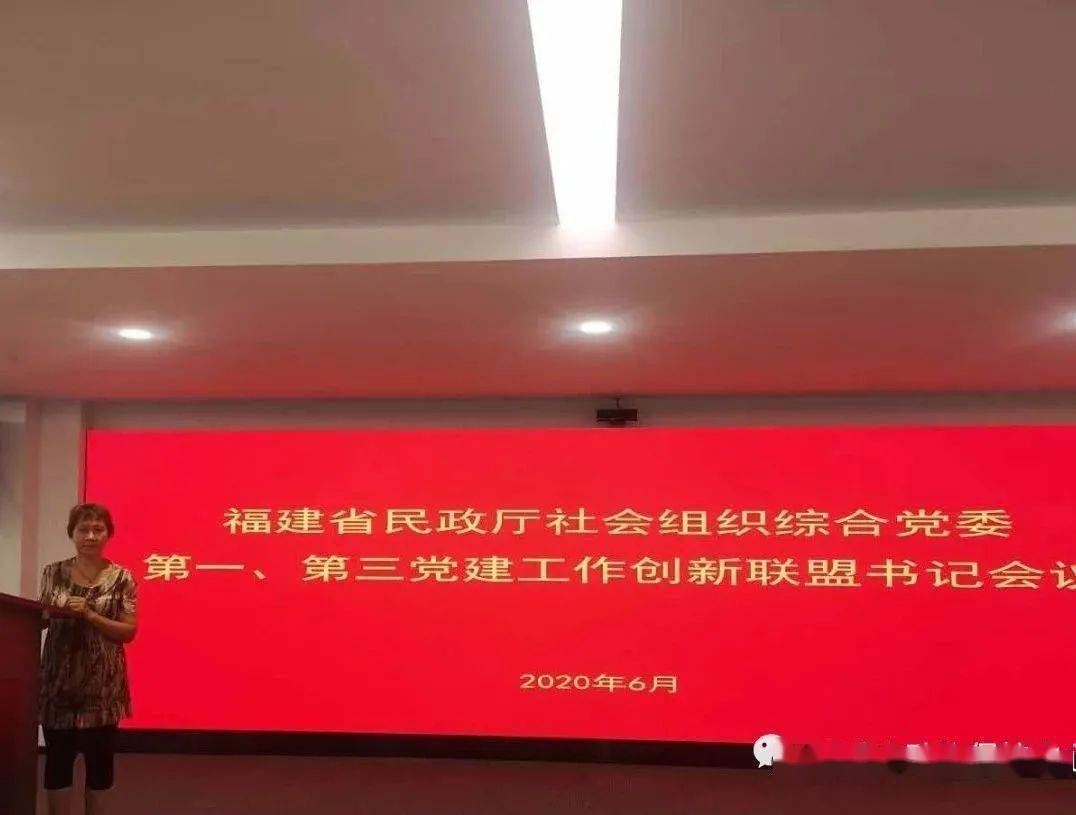 福建省民政厅社会组织综合党委
第一、第三党建工作创新联盟书记会议
2020年6月